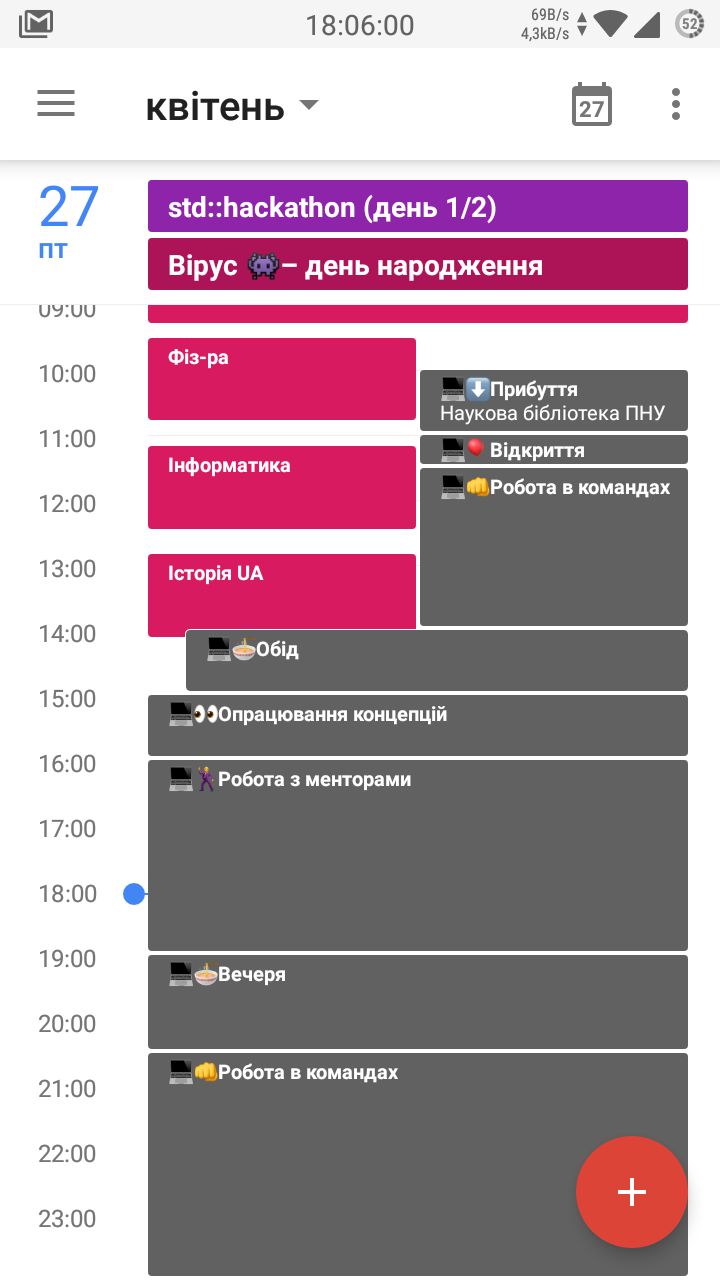 18:06:00
69B/s
4,3kB/s
52
квітень
27
27
пт
std::hackathon (день 1/2)
Вірус 👾– день народження
09:00
10:00
11:00
12:00
13:00
14:00
15:00
16:00
17:00
18:00
19:00
20:00
21:00
22:00
23:00
Фіз-ра
💻⬇️Прибуття
Наукова бібліотека ПНУ
💻🎈Відкриття
Інформатика
💻👊Робота в командах
Історія UA
💻🍜Обід
💻👀Опрацювання концепцій
💻🕺Робота з менторами
💻🍜Вечеря
💻👊Робота в командах